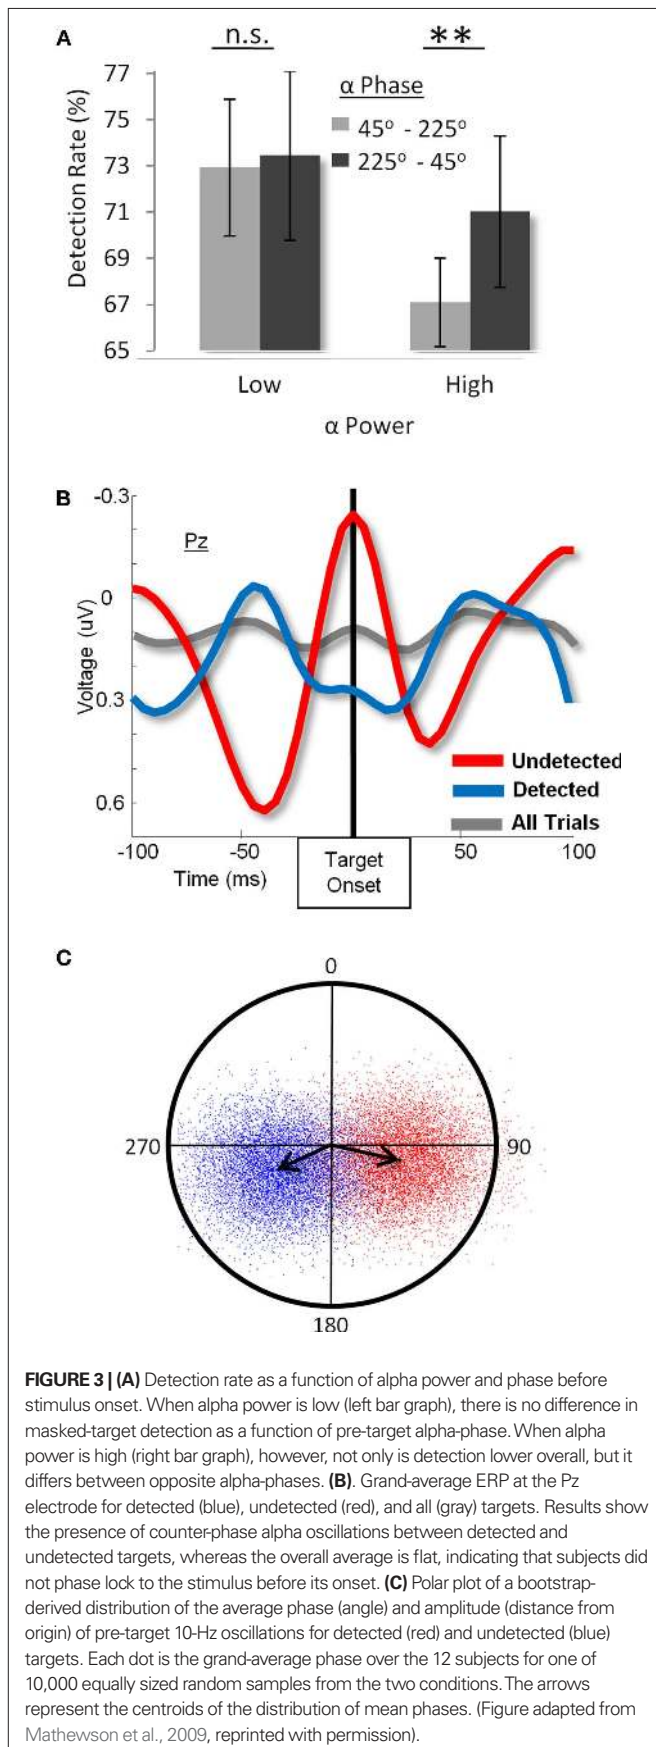 A
n.s.
**
Detection Rate (%)
77
75
73
71
69
67
65
α Phase
45° - 225°
225° - 45°
Low
High
α Power
B
-0.3
0
0.3
0.6
Voltage (uV)
Pz
Undetected
Detected
All Trials
-100
-50
50
100
Time (ms)
Target
Onset
C
0
270
90
180
FIGURE 3 | (A) Detection rate as a function of alpha power and phase before
stimulus onset. When alpha power is low (left bar graph), there is no difference in
masked-target detection as a function of pre-target alpha-phase. When alpha
power is high (right bar graph), however, not only is detection lower overall, but it
differs between opposite alpha-phases. (B). Grand-average ERP at the Pz
electrode for detected (blue), undetected (red), and all (gray) targets. Results show
the presence of counter-phase alpha oscillations between detected and
undetected targets, whereas the overall average is flat, indicating that subjects did
not phase lock to the stimulus before its onset. (C) Polar plot of a bootstrap-
derived distribution of the average phase (angle) and amplitude (distance from
origin) of pre-target 10-Hz oscillations for detected (red) and undetected (blue)
targets. Each dot is the grand-average phase over the 12 subjects for one of
10,000 equally sized random samples from the two conditions. The arrows
represent the centroids of the distribution of mean phases. (Figure adapted from
Mathewson et al., 2009, reprinted with permission).